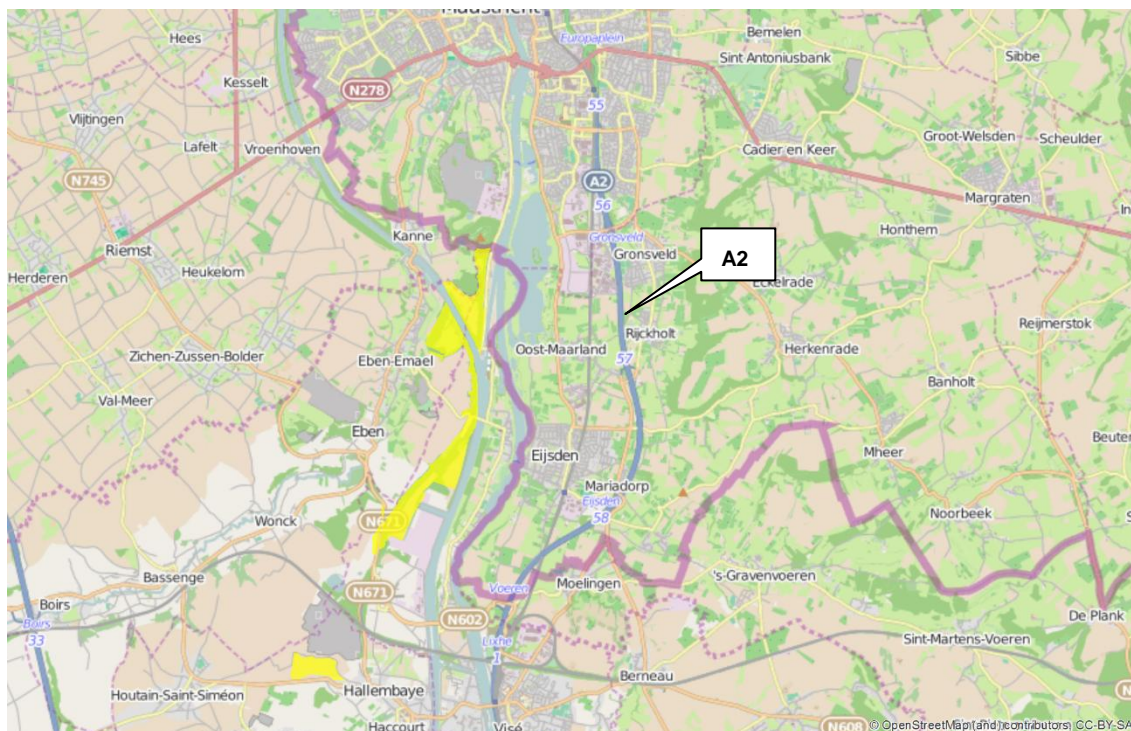 Maastricht
Hees
Europaplein
Bemelen
Sint Antoniusbank
Sibbe
Kesselt
N278
55
Vlijtingen
Lafelt
Vroenhoven
Cadier en Keer
Groot-Welsden
Scheulder
N745
A2
56
Margraten
Kanne
Riemst
Gronsveld
Gronsveld
Honthem
Herderen
Heukelom
A2
Eckelrade
Rijckholt
Reijmerstok
Zichen-Zussen-Bolder
Eben-Emael
Oost-Maarland
57
Herkenrade
Banholt
Val-Meer
Eben
Eijsden
Mheer
Mariadorp
Eijsden
58
N671
Wonck
Noorbeek
Bassenge
Voeren
Moelingen
's-Gravenvoeren
N671
Boirs
Boirs
33
N602
De Plank
Lixhe
1
Sint-Martens-Voeren
Berneau
Houtain-Saint-Siméon
Hallembaye
Haccourt
Visé
N608
© OpenStreetMap (and) contributors, CC-BY-SA